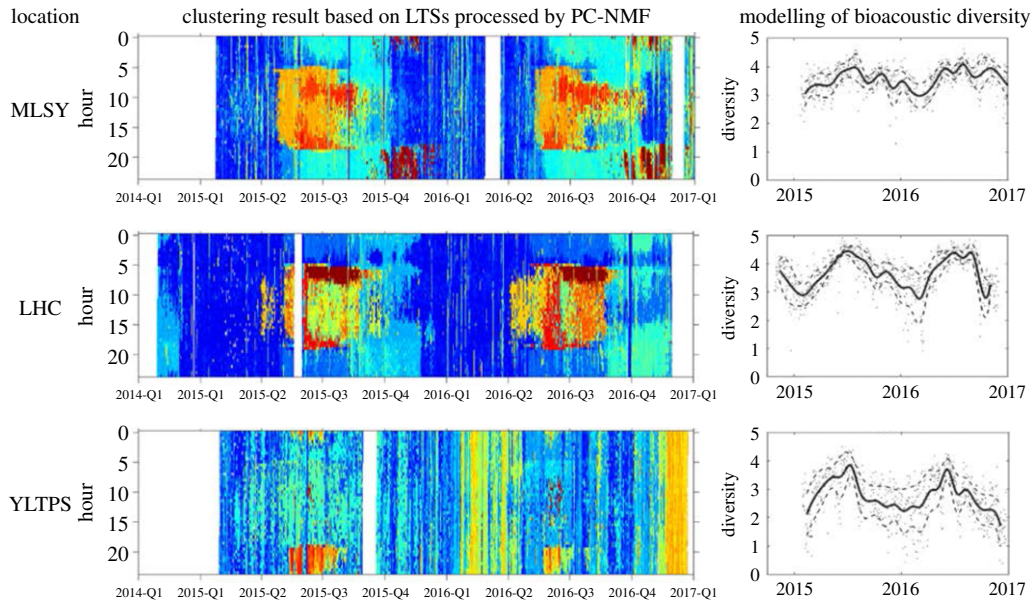 location clustering result based on LTSs processed by PC-NMF modelling of bioacoustic diversity
MLSY
hour
0
5
10
15
20
2014-Q1 2015-Q1 2015-Q2 2015-Q3 2015-Q4 2016-Q1 2016-Q2 2016-Q3 2016-Q4 2017-Q1
diversity
5
4
3
2
1
0
2015 2016 2017
LHC
hour
0
5
10
15
20
2014-Q1 2015-Q1 2015-Q2 2015-Q3 2015-Q4 2016-Q1 2016-Q2 2016-Q3 2016-Q4 2017-Q1
diversity
5
4
3
2
1
0
2015 2016 2017
YLTPS
hour
0
5
10
15
20
2014-Q1 2015-Q1 2015-Q2 2015-Q3 2015-Q4 2016-Q1 2016-Q2 2016-Q3 2016-Q4 2017-Q1
diversity
5
4
3
2
1
0
2015 2016 2017